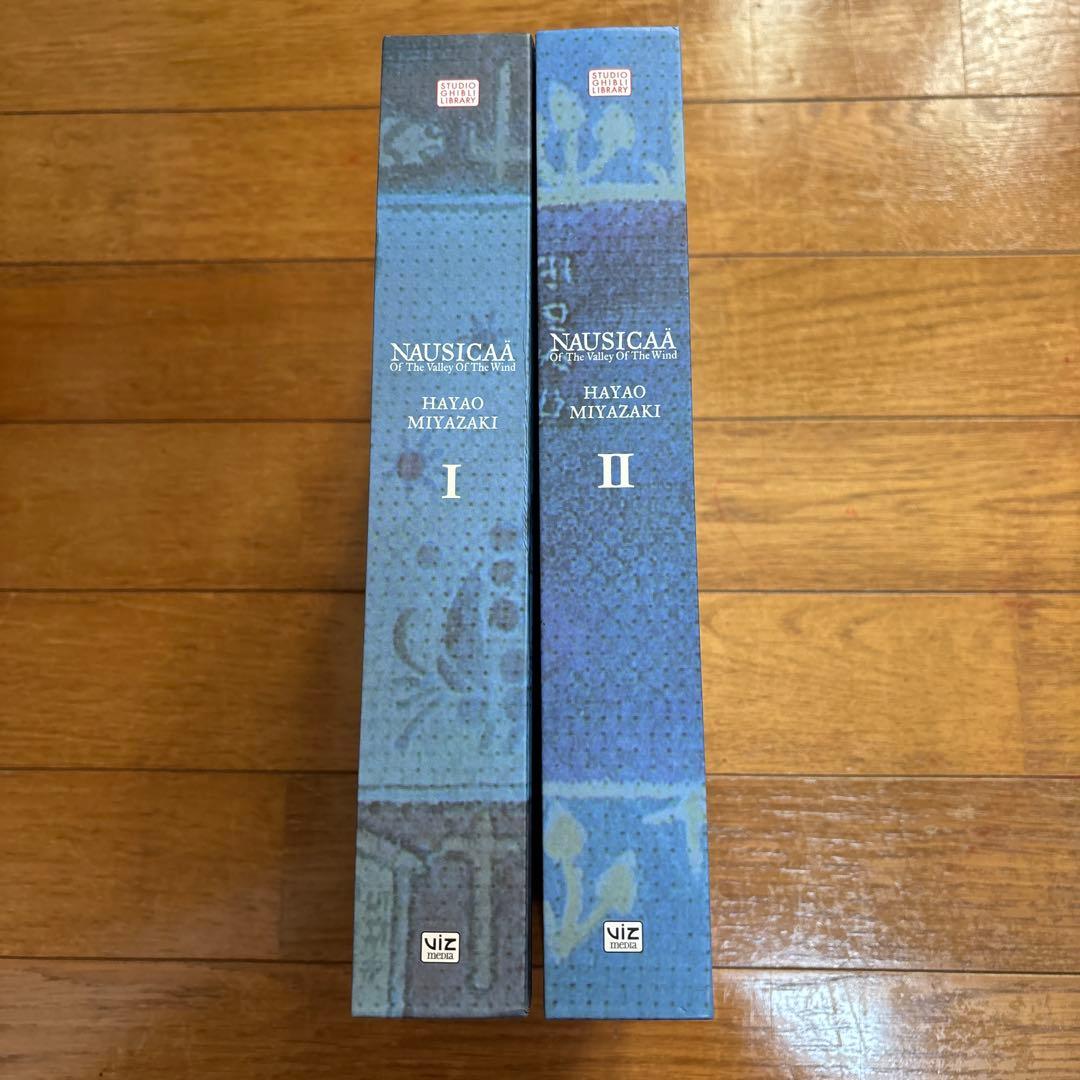 STUDIO
GHIBLI
LIBRARY
NAUSICAÄ
Of The Valley Of The Wind
HAYAO
MIYAZAKI
I
VIZ
MEDIA
STUDIO
GHIBLI
LIBRARY
NAUSICAÄ
Of The Valley Of The Wind
HAYAO
MIYAZAKI
II
VIZ
MEDIA